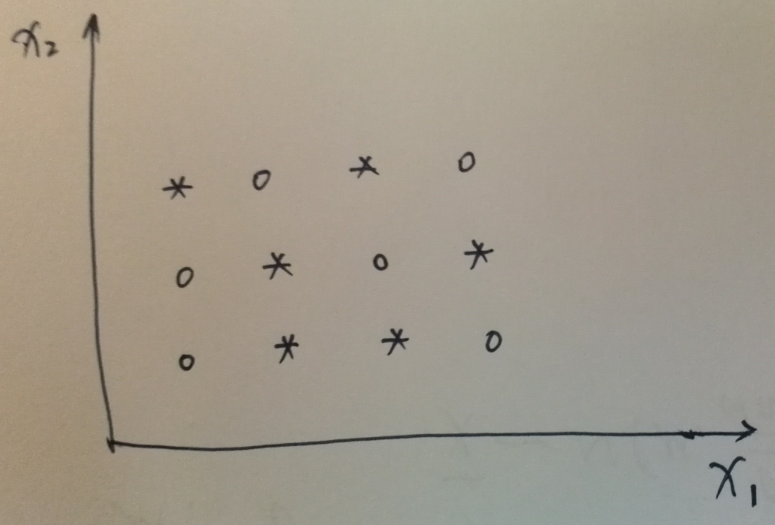 x₂
* o * o
o * o *
o * * o
x₁